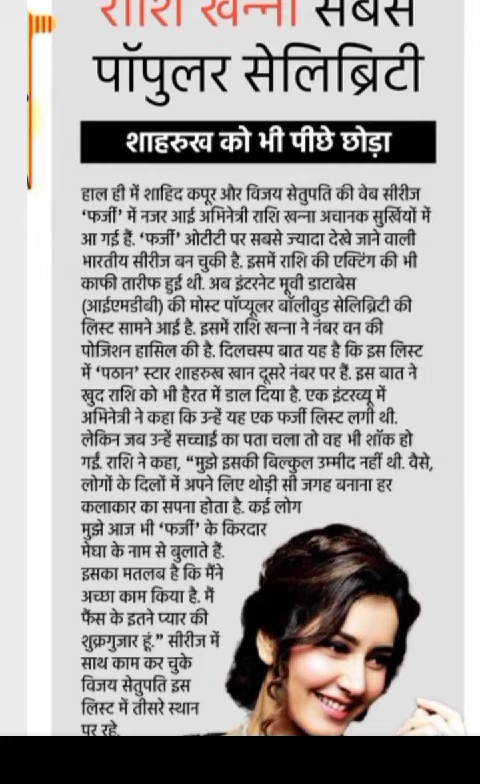 राशि खन्ना सबसे
पॉपुलर सेलिब्रिटी
शाहरुख को भी पीछे छोड़ा
हाल ही में शाहिद कपूर और विजय सेतुपति की वेब सीरीज
‘फर्जी’ में नजर आई अभिनेत्री राशि खन्ना अचानक सुर्खियों में
आ गई हैं. ‘फर्जी’ ओटीटी पर सबसे ज्यादा देखे जाने वाली
भारतीय सीरीज बन चुकी है. इसमें राशि की एक्टिंग की भी
काफी तारीफ हुई थी. अब इंटरनेट मूवी डाटाबेस
(आईएमडीबी) की मोस्ट पॉप्यूलर बॉलीवुड सेलिब्रिटी की
लिस्ट सामने आई है. इसमें राशि खन्ना ने नंबर वन की
पोजिशन हासिल की है. दिलचस्प बात यह है कि इस लिस्ट
में ‘पठान’ स्टार शाहरुख खान दूसरे नंबर पर हैं. इस बात ने
खुद राशि को भी हैरत में डाल दिया है. एक इंटरव्यू में
अभिनेत्री ने कहा कि उन्हें यह एक फर्जी लिस्ट लगी थी.
लेकिन जब उन्हें सच्चाई का पता चला तो वह भी शॉक हो
गईं. राशि ने कहा, “मुझे इसकी बिल्कुल उम्मीद नहीं थी. वैसे,
लोगों के दिलों में अपने लिए थोड़ी सी जगह बनाना हर
कलाकार का सपना होता है. कई लोग
मुझे आज भी ‘फर्जी’ के किरदार
मेघा के नाम से बुलाते हैं.
इसका मतलब है कि मैंने
अच्छा काम किया है. मैं
फैंस के इतने प्यार की
शुक्रगुजार हूं.” सीरीज में
साथ काम कर चुके
विजय सेतुपति इस
लिस्ट में तीसरे स्थान
पर रहे.